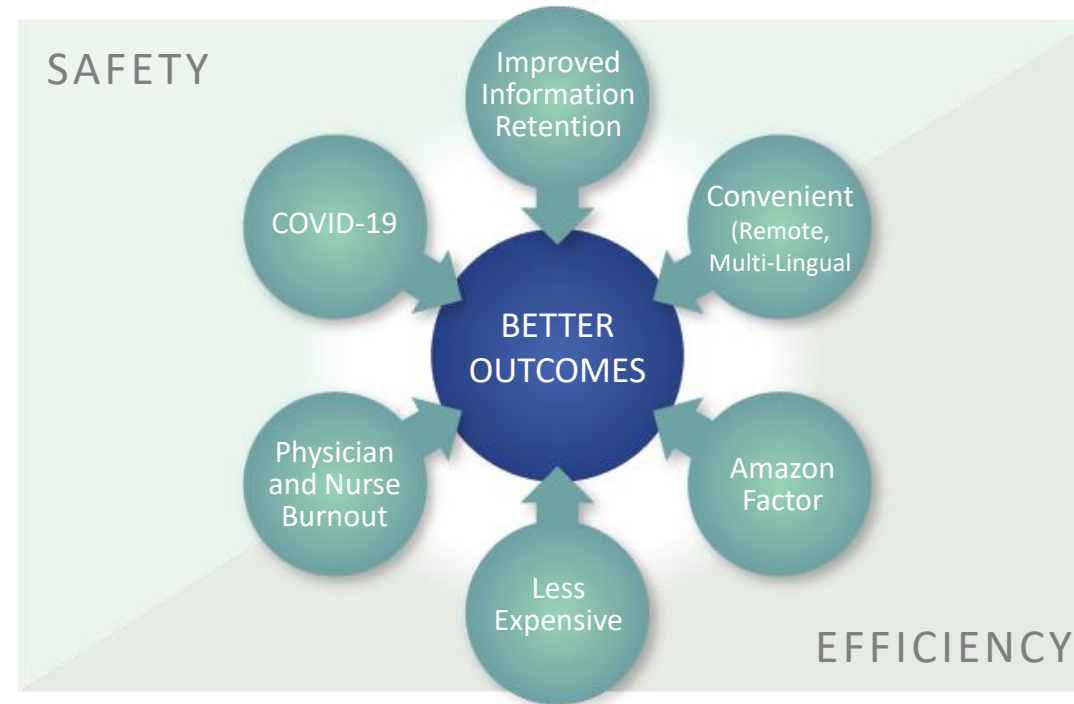 SAFETY
Improved
Information
Retention
COVID-19
Convenient
(Remote,
Multi-Lingual
BETTER
OUTCOMES
Physician
and Nurse
Burnout
Amazon
Factor
Less
Expensive
EFFICIENCY